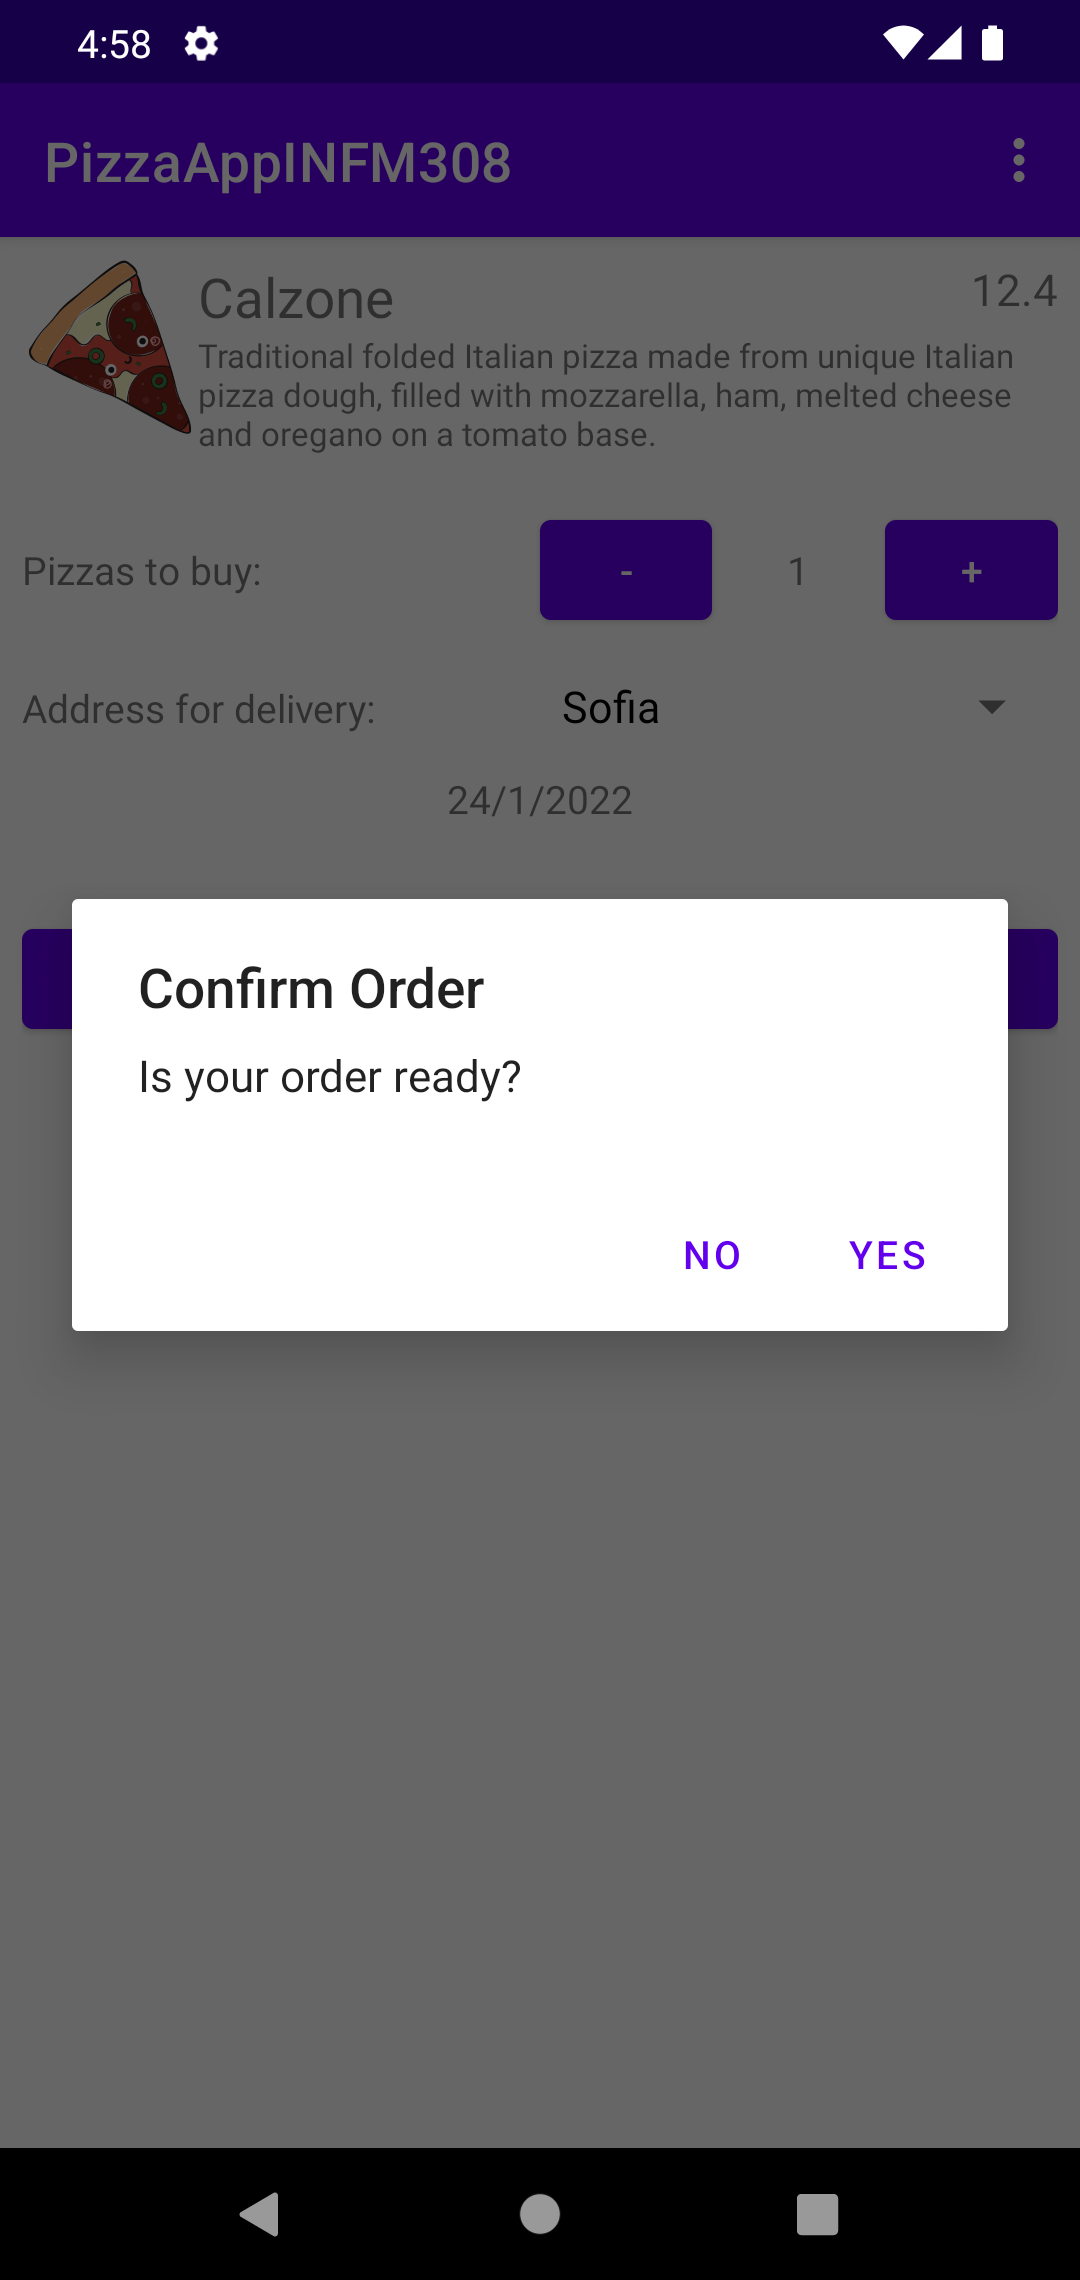 4:58
PizzaAppINFM308
Calzone
12.4
Traditional folded Italian pizza made from unique Italian
pizza dough, filled with mozzarella, ham, melted cheese
and oregano on a tomato base.
Pizzas to buy:
-
1
+
Address for delivery:
Sofia
24/1/2022
Confirm Order
Is your order ready?
NO
YES